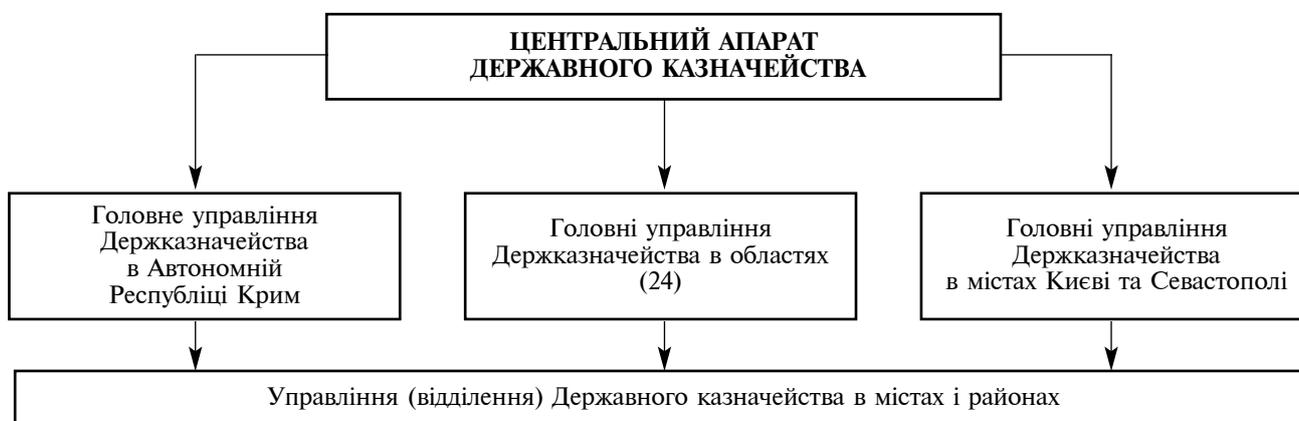 ЦЕНТРАЛЬНИЙ АПАРАТ
ДЕРЖАВНОГО КАЗНАЧЕЙСТВА
Головне управління
Держказначейства
в Автономній
Республіці Крим
Головні управління
Держказначейства в областях
(24)
Головні управління
Держказначейства
в містах Києві та Севастополі
Управління (відділення) Державного казначейства в містах і районах